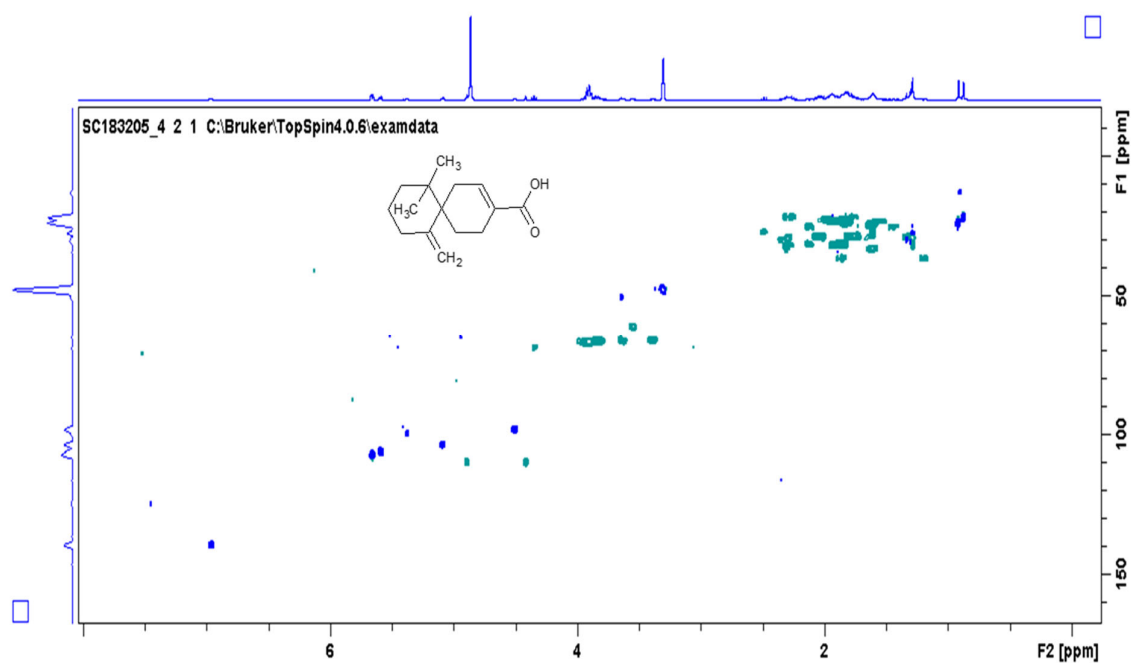 SC183205_4 2 1 C:\Bruker\TopSpin4.0.6\examdata
CH₃
H₃C
OH
O
CH₂
F1 [ppm]
50
100
150
6
4
2
F2 [ppm]